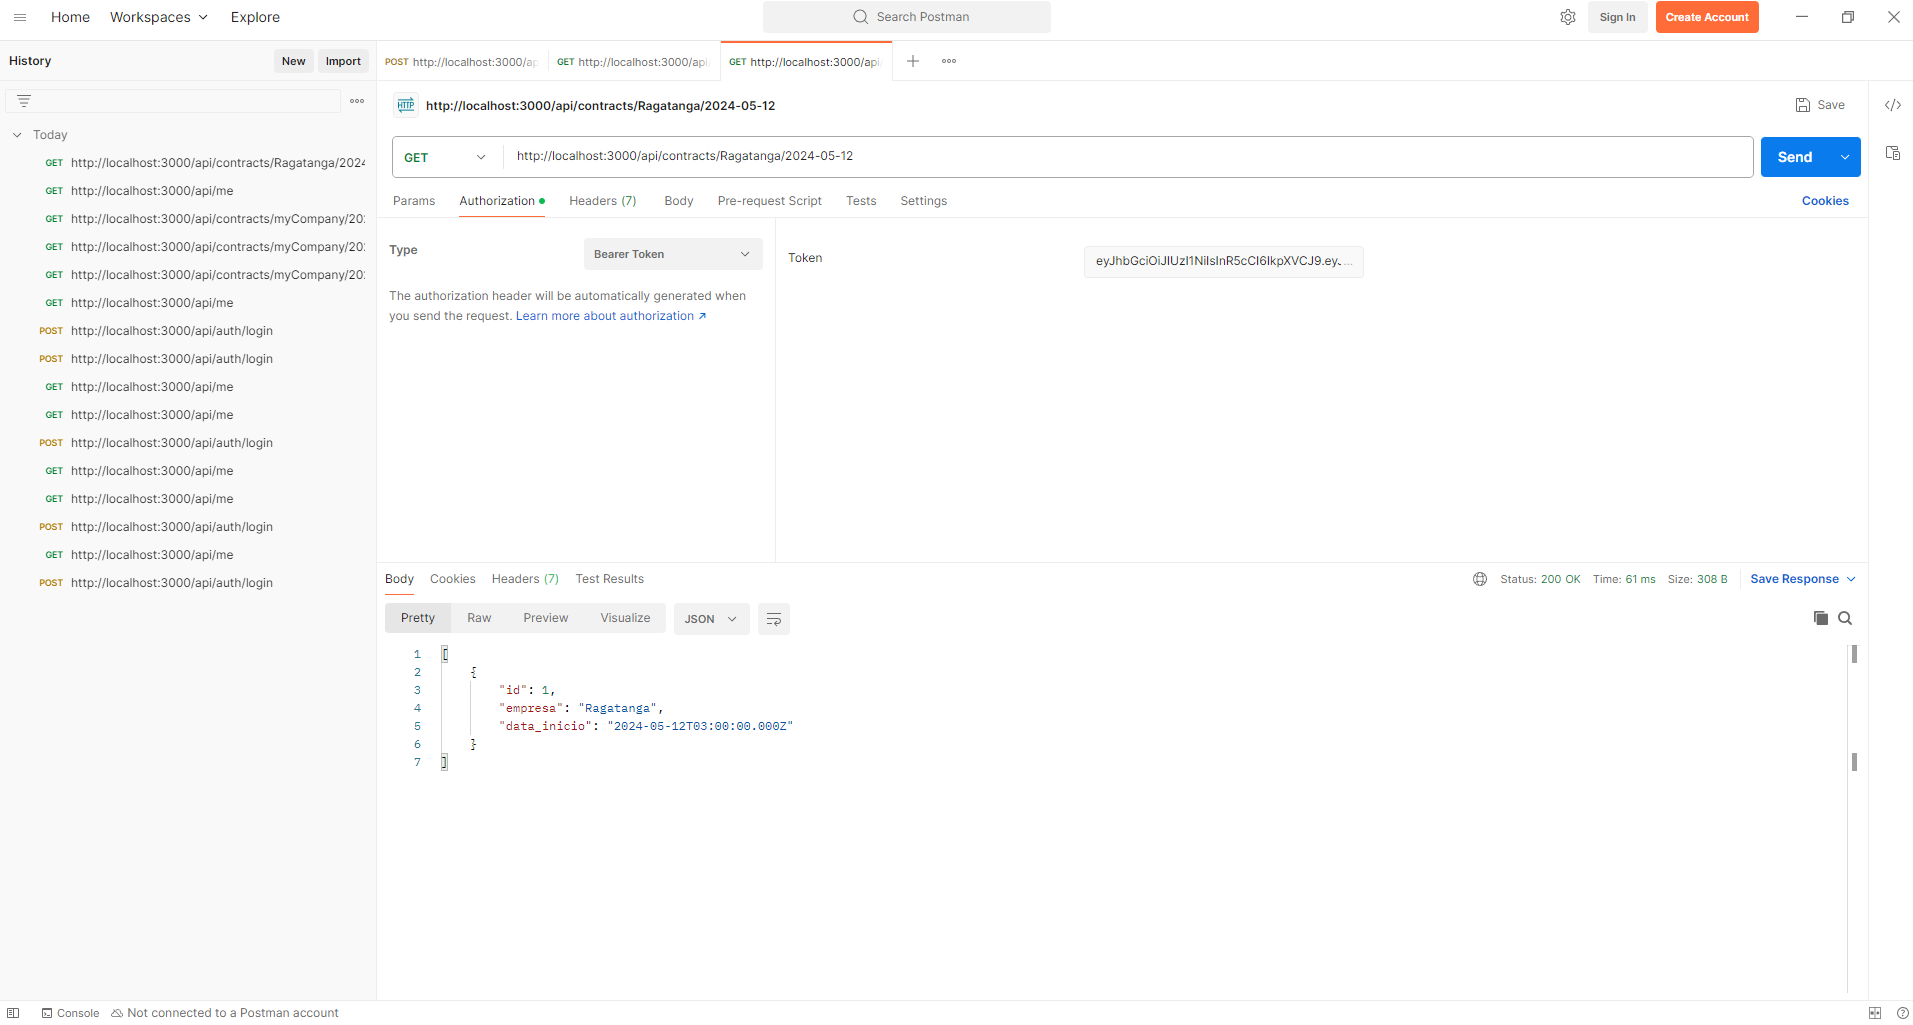 Home
Workspaces
Explore
Search Postman
Sign In
Create Account
History
New
Import
POST http://localhost:3000/ap
GET http://localhost:3000/api
GET http://localhost:3000/api
http://localhost:3000/api/contracts/Ragatanga/2024-05-12
Save
Today
GET http://localhost:3000/api/contracts/Ragatanga/2024
GET http://localhost:3000/api/me
GET http://localhost:3000/api/contracts/myCompany/20
GET http://localhost:3000/api/contracts/myCompany/20
GET http://localhost:3000/api/contracts/myCompany/20
GET http://localhost:3000/api/me
POST http://localhost:3000/api/auth/login
POST http://localhost:3000/api/auth/login
GET http://localhost:3000/api/me
GET http://localhost:3000/api/me
POST http://localhost:3000/api/auth/login
GET http://localhost:3000/api/me
GET http://localhost:3000/api/me
POST http://localhost:3000/api/auth/login
GET http://localhost:3000/api/me
POST http://localhost:3000/api/auth/login
HTTP
GET
http://localhost:3000/api/contracts/Ragatanga/2024-05-12
Send
Params
Authorization
Headers (7)
Body
Pre-request Script
Tests
Settings
Cookies
Type
Bearer Token
The authorization header will be automatically generated when
you send the request. Learn more about authorization ↗
Token
eyJhbGciOiJIUzI1NiIsInR5cCI6IkpXVCJ9.eyJ...
Body
Cookies
Headers (7)
Test Results
Status: 200 OK
Time: 61 ms
Size: 308 B
Save Response
Pretty
Raw
Preview
Visualize
JSON
1 [
2 {
3 "id": 1,
4 "empresa": "Ragatanga",
5 "data_inicio": "2024-05-12T03:00:00.000Z"
6 }
7 ]
Console
Not connected to a Postman account